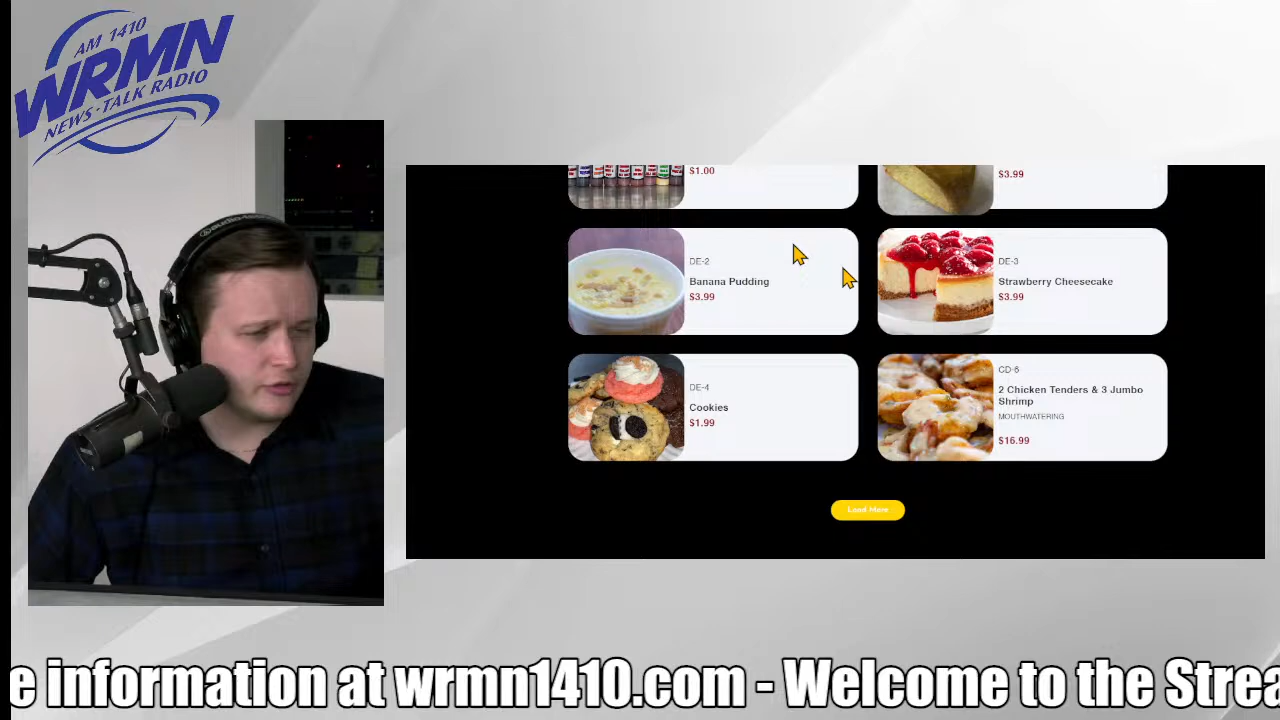 AM 1410
WRMN
NEWS·TALK RADIO
$1.00
$3.99
DE-2
Banana Pudding
$3.99
DE-3
Strawberry Cheesecake
$3.99
DE-4
Cookies
$1.99
CD-6
2 Chicken Tenders & 3 Jumbo
Shrimp
MOUTHWATERING
$16.99
Load More
e information at wrmn1410.com - Welcome to the Strea